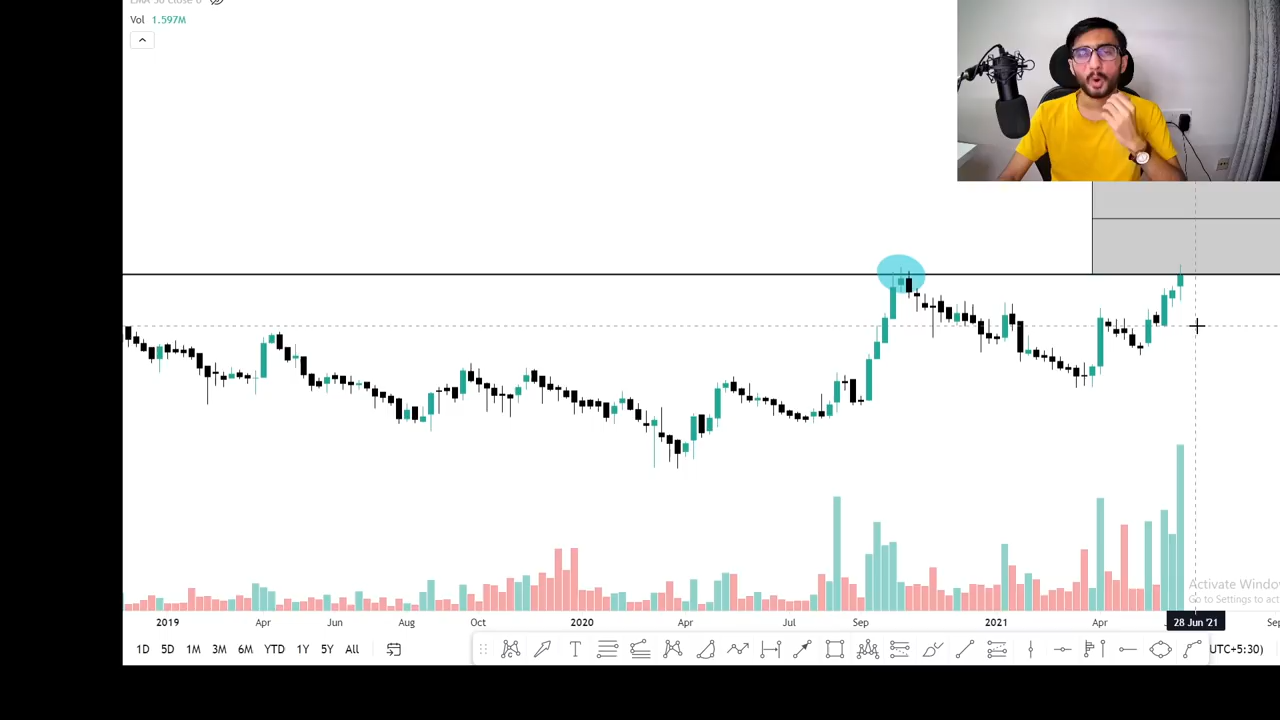 Vol 1.597M
Activate Windo
Go to Settings to act
2019 Apr Jun Aug Oct 2020 Apr Jul Sep 2021 Apr 28 Jun '21 Sep
1D 5D 1M 3M 6M YTD 1Y 5Y All
UTC+5:30)